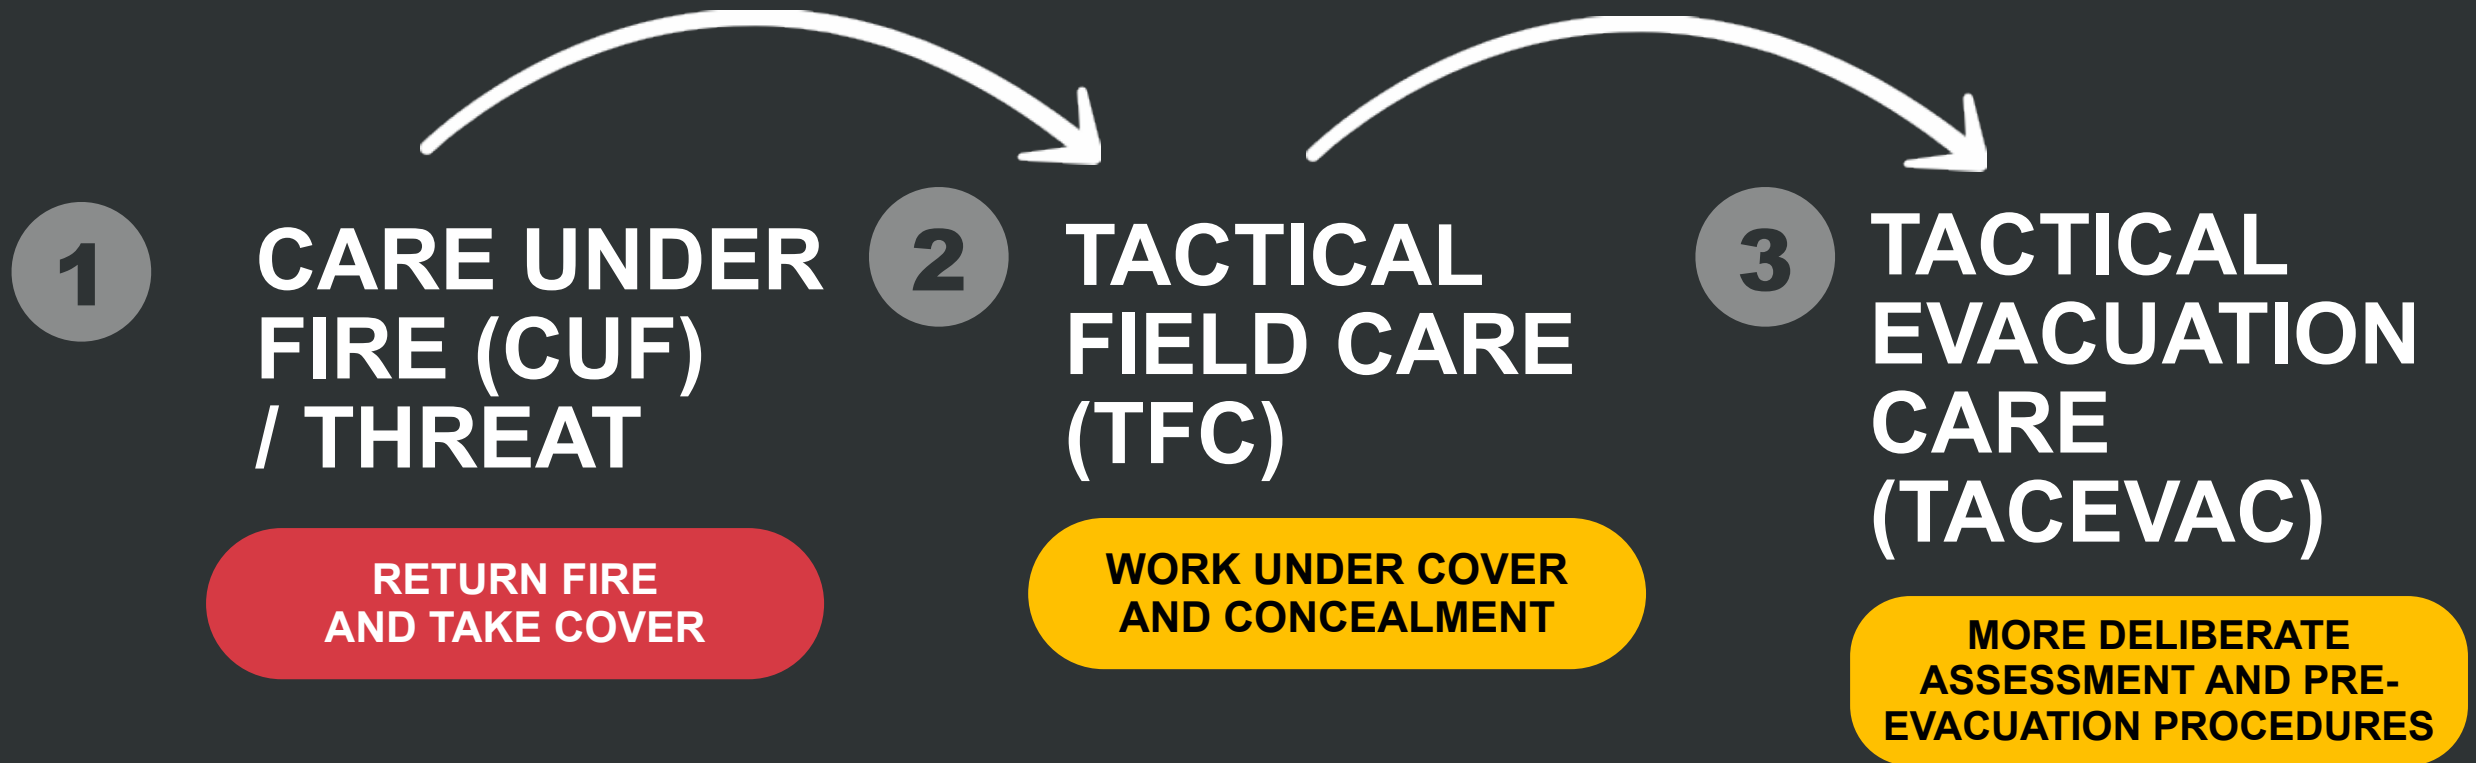 1
CARE UNDER
FIRE (CUF)
/ THREAT
RETURN FIRE
AND TAKE COVER
2
TACTICAL
FIELD CARE
(TFC)
WORK UNDER COVER
AND CONCEALMENT
3
TACTICAL
EVACUATION
CARE
(TACEVAC)
MORE DELIBERATE
ASSESSMENT AND PRE-
EVACUATION PROCEDURES